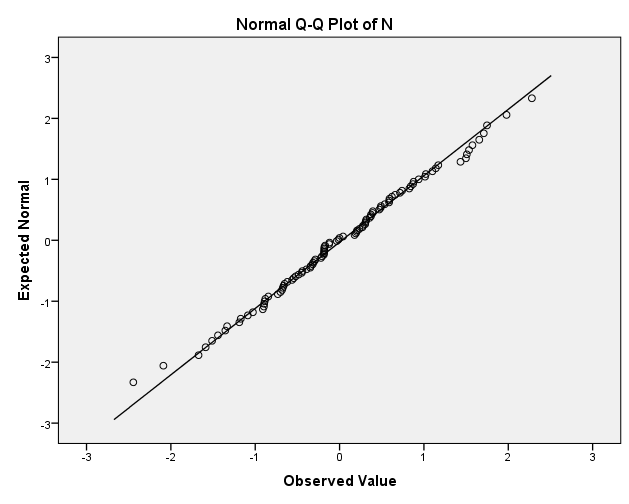 Normal Q-Q Plot of N
Expected Normal
3
2
1
0
-1
-2
-3
-3 -2 -1 0 1 2 3
Observed Value